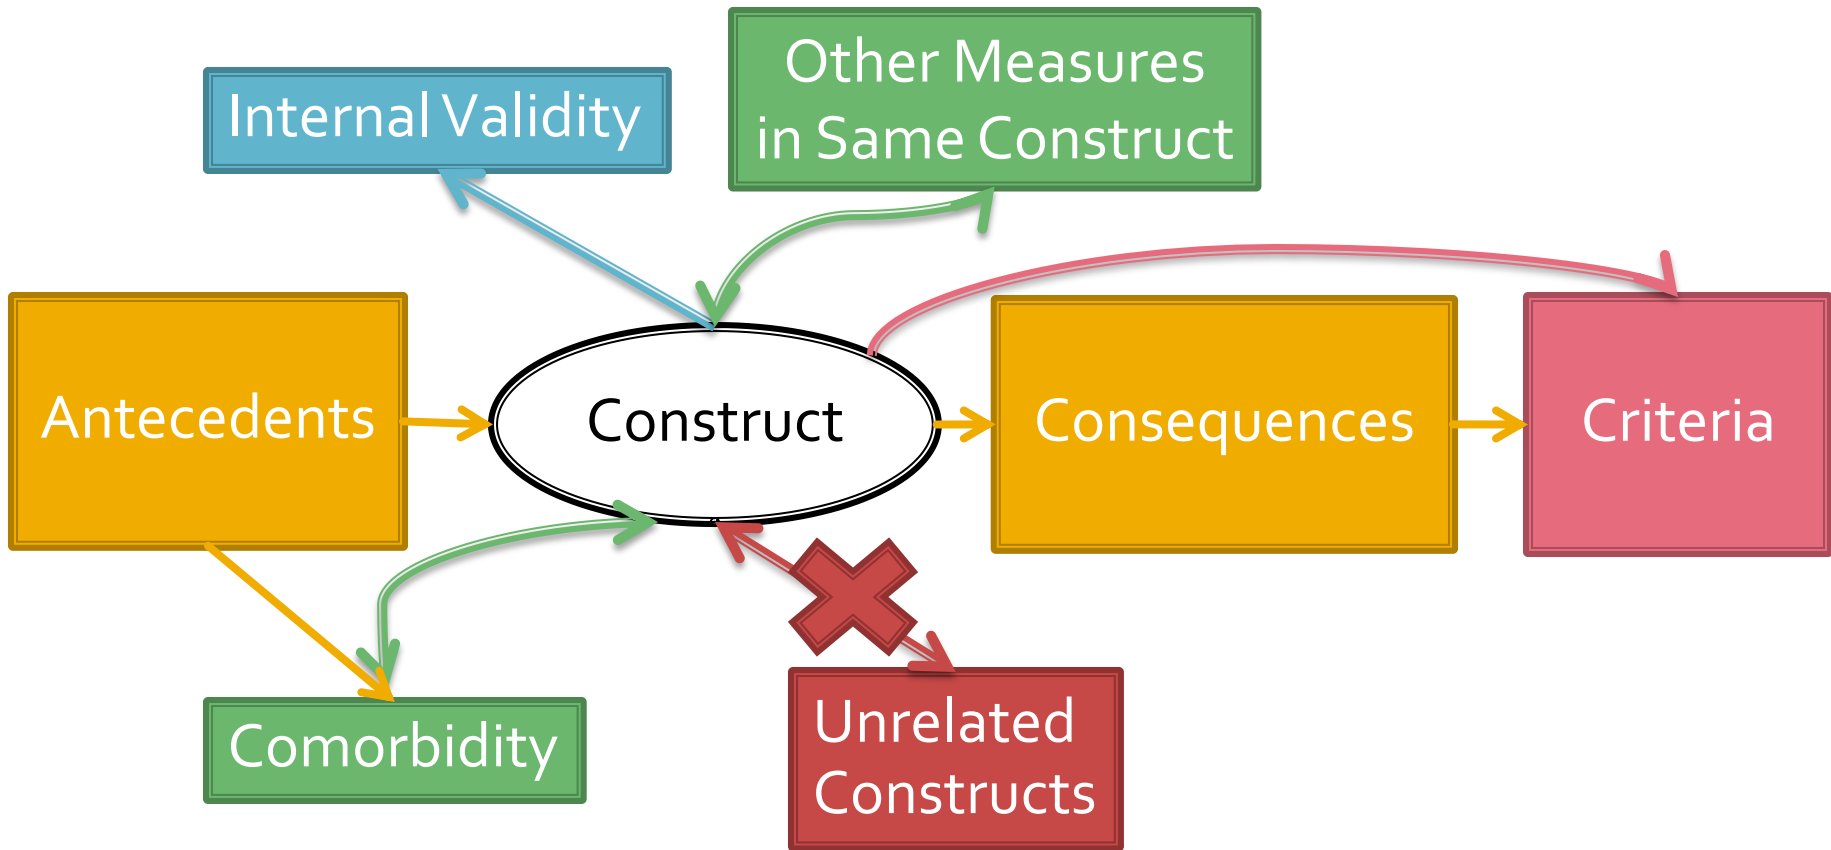 Other Measures
in Same Construct
Internal Validity
Antecedents
Construct
Consequences
Criteria
Comorbidity
Unrelated
Constructs